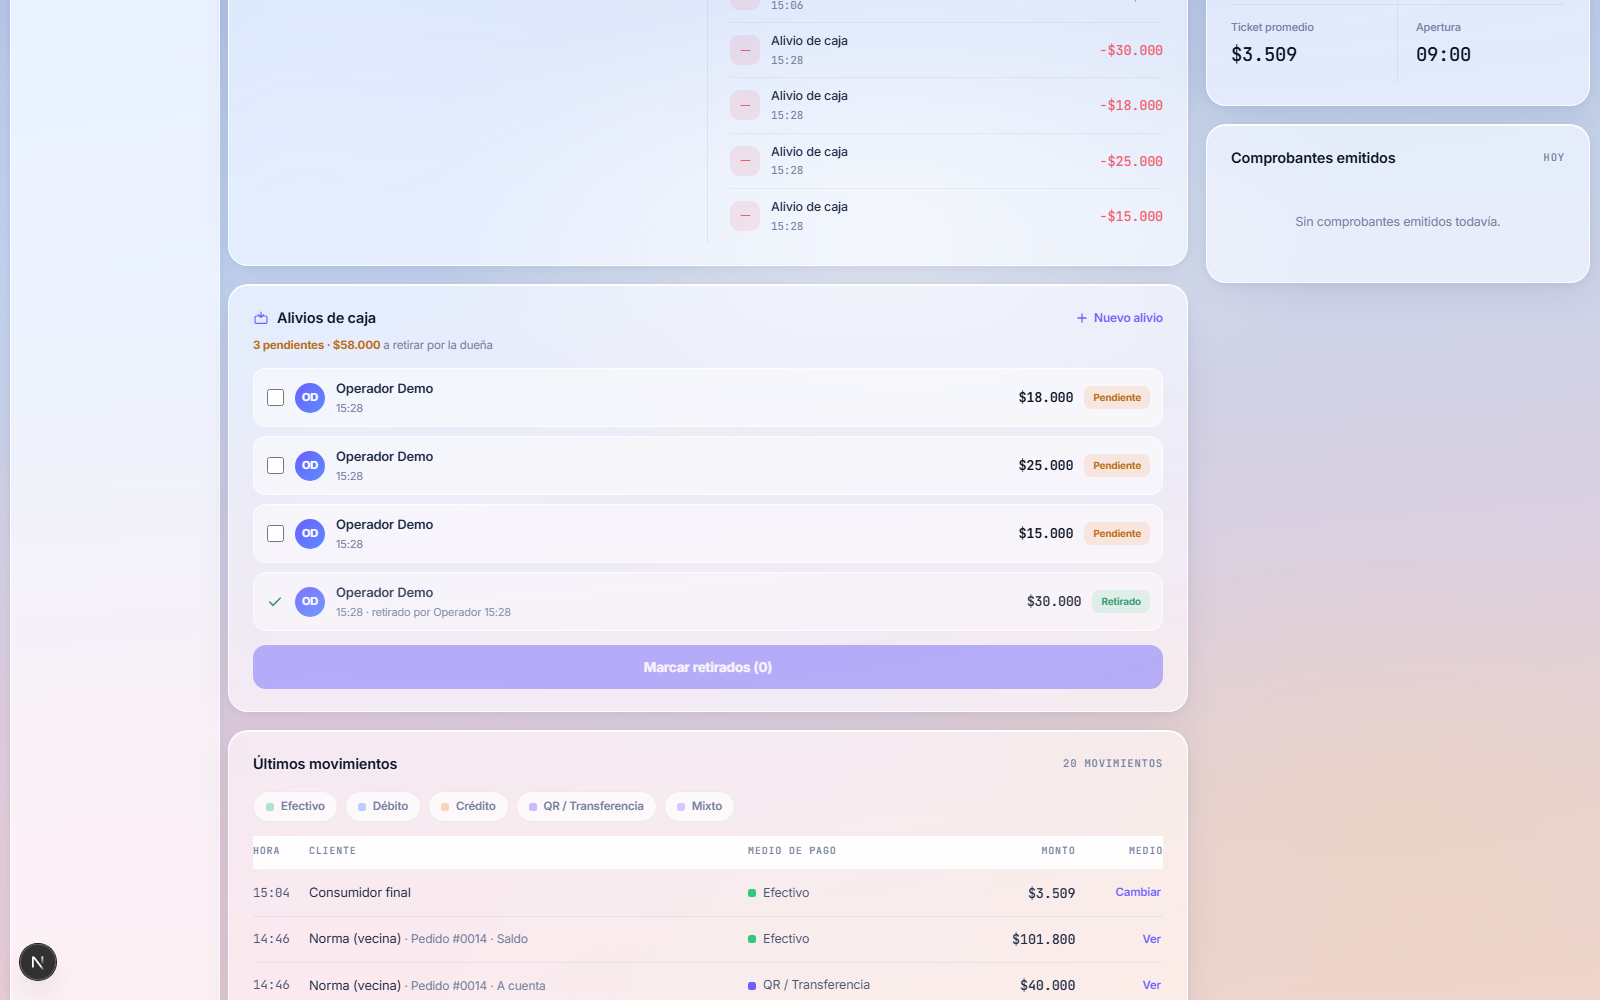 15:06
Alivio de caja
-$30.000
15:28
Alivio de caja
-$18.000
15:28
Alivio de caja
-$25.000
15:28
Alivio de caja
-$15.000
15:28
Ticket promedio
$3.509
Apertura
09:00
Comprobantes emitidos
HOY
Sin comprobantes emitidos todavía.
Alivios de caja
+ Nuevo alivio
3 pendientes · $58.000 a retirar por la dueña
OD Operador Demo $18.000 Pendiente
15:28
OD Operador Demo $25.000 Pendiente
15:28
OD Operador Demo $15.000 Pendiente
15:28
OD Operador Demo $30.000 Retirado
15:28 · retirado por Operador 15:28
Marcar retirados (0)
Últimos movimientos
20 MOVIMIENTOS
Efectivo Débito Crédito QR / Transferencia Mixto
HORA CLIENTE MEDIO DE PAGO MONTO MEDIO
15:04 Consumidor final Efectivo $3.509 Cambiar
14:46 Norma (vecina) · Pedido #0014 · Saldo Efectivo $101.800 Ver
14:46 Norma (vecina) · Pedido #0014 · A cuenta QR / Transferencia $40.000 Ver
N